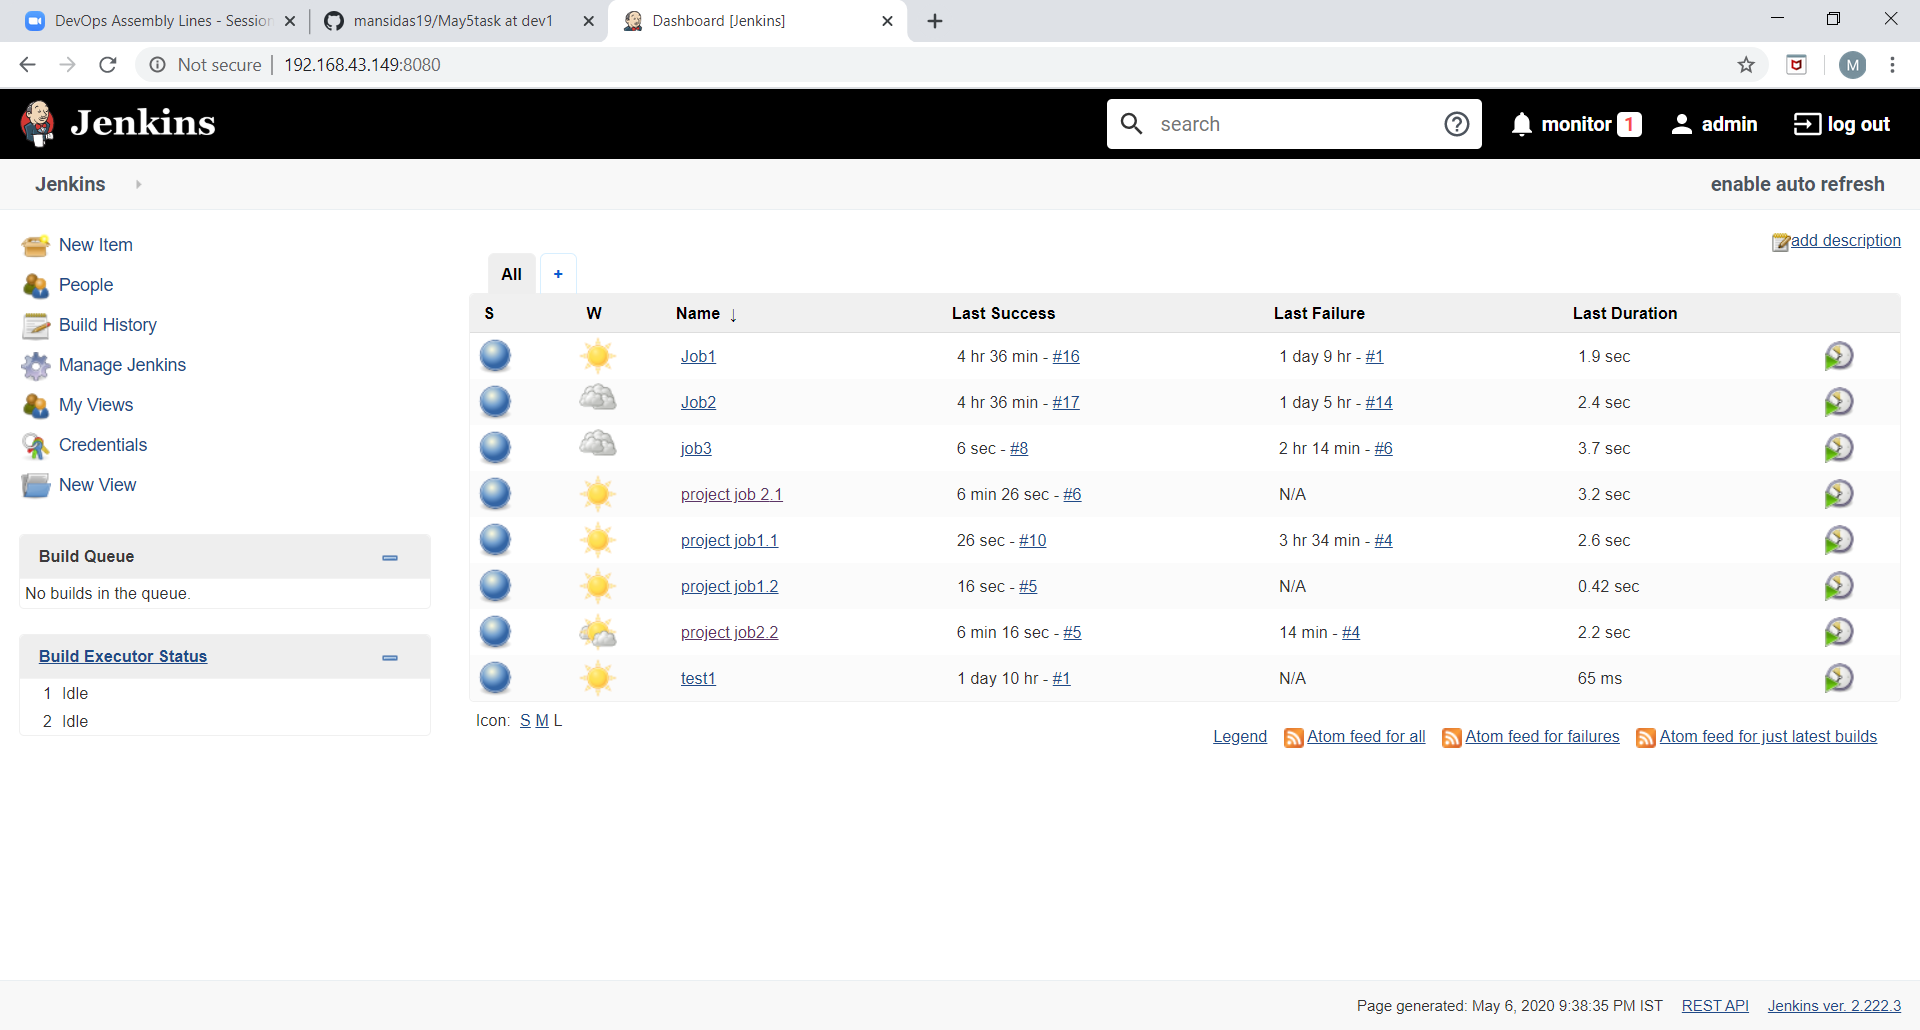 DevOps Assembly Lines - Session
mansidas19/May5task at dev1
Dashboard [Jenkins]
Not secure 192.168.43.149:8080
M
Jenkins
search
monitor 1
admin
log out
Jenkins
enable auto refresh
New Item
People
Build History
Manage Jenkins
My Views
Credentials
New View
Build Queue
No builds in the queue.
Build Executor Status
1 Idle
2 Idle
add description
All +
S W Name ↓ Last Success Last Failure Last Duration
Job1 4 hr 36 min - #16 1 day 9 hr - #1 1.9 sec
Job2 4 hr 36 min - #17 1 day 5 hr - #14 2.4 sec
job3 6 sec - #8 2 hr 14 min - #6 3.7 sec
project job 2.1 6 min 26 sec - #6 N/A 3.2 sec
project job1.1 26 sec - #10 3 hr 34 min - #4 2.6 sec
project job1.2 16 sec - #5 N/A 0.42 sec
project job2.2 6 min 16 sec - #5 14 min - #4 2.2 sec
test1 1 day 10 hr - #1 N/A 65 ms
Icon: S M L
Legend Atom feed for all Atom feed for failures Atom feed for just latest builds
Page generated: May 6, 2020 9:38:35 PM IST REST API Jenkins ver. 2.222.3